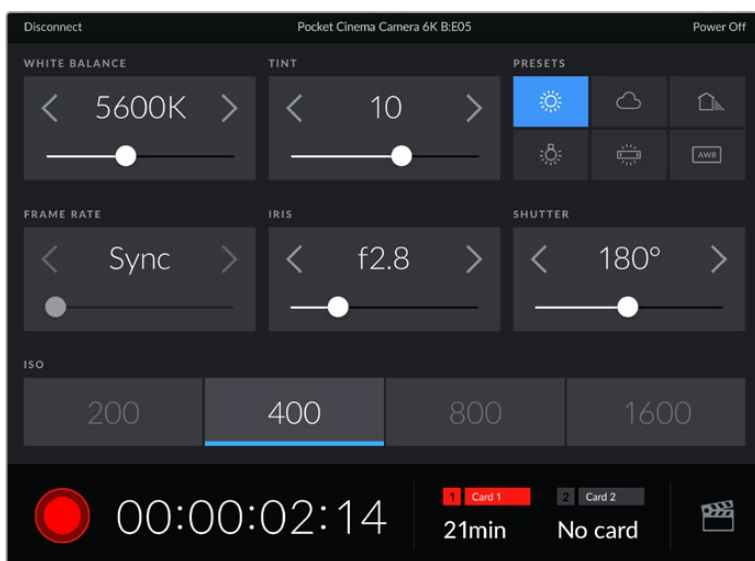 Disconnect Pocket Cinema Camera 6K B:E05 Power Off
WHITE BALANCE TINT PRESETS
5600K 10
AWB
FRAME RATE IRIS SHUTTER
Sync f2.8 180°
ISO
200 400 800 1600
1 Card 1 2 Card 2
00:00:02:14 21min No card